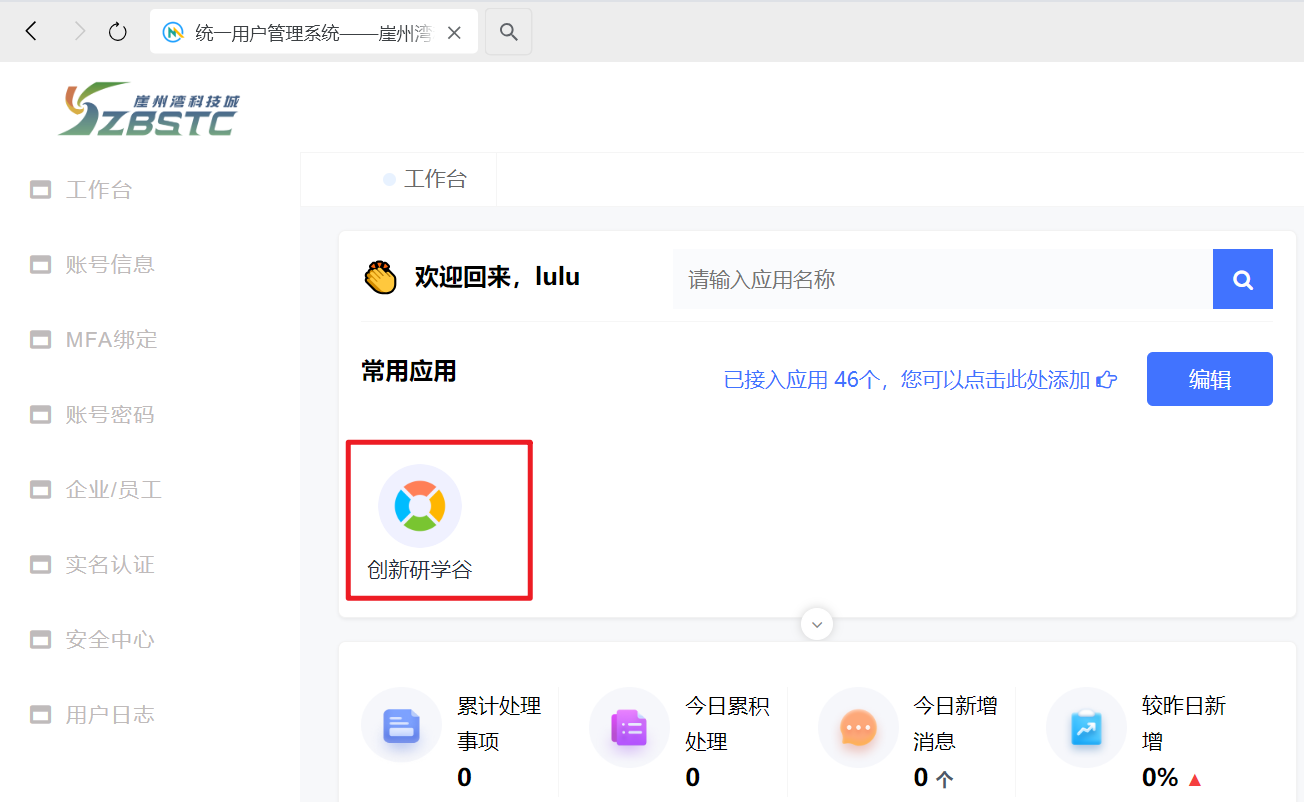 统一用户管理系统——崖州湾
崖州湾科技城
YZBSTC
工作台
账号信息
MFA绑定
账号密码
企业/员工
实名认证
安全中心
用户日志
工作台
欢迎回来，lulu
请输入应用名称
常用应用
已接入应用 46个，您可以点击此处添加
编辑
创新研学谷
累计处理
事项
0
今日累积
处理
0
今日新增
消息
0 个
较昨日新
增
0% ▲